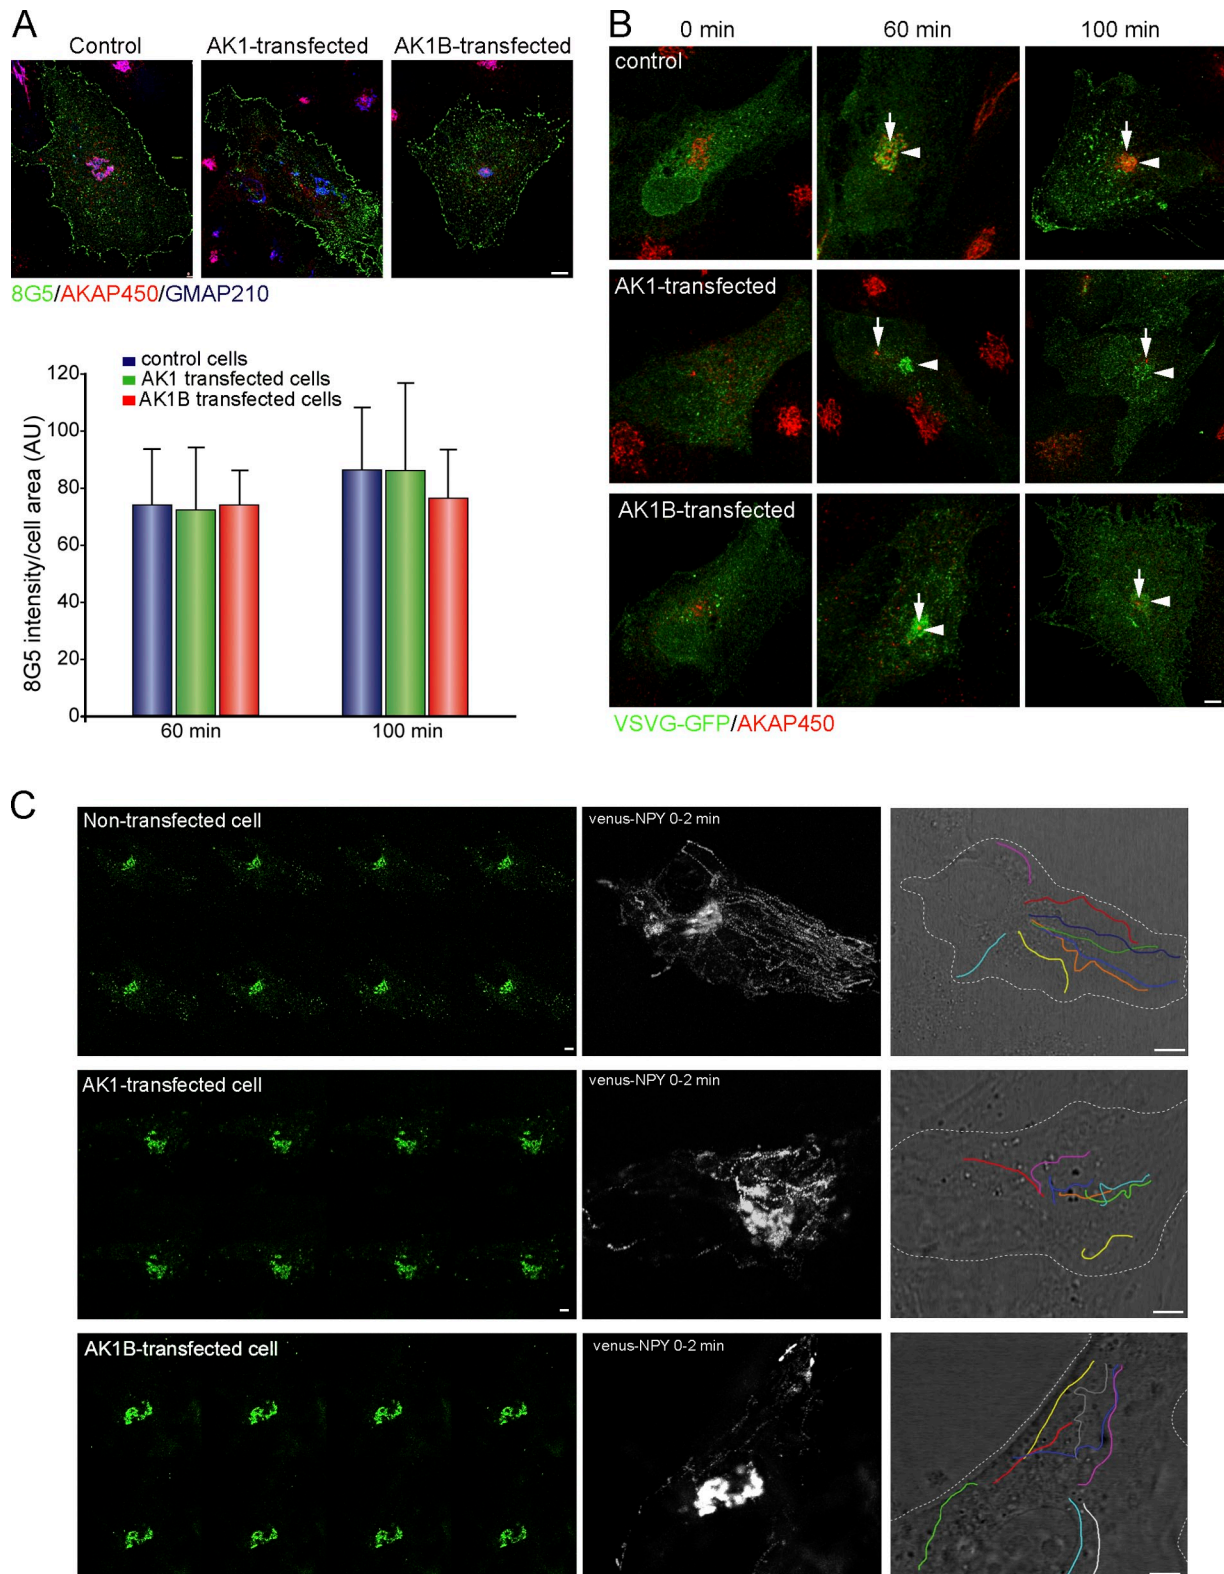 A
Control
AK1-transfected
AK1B-transfected
8G5/AKAP450/GMAP210
control cells
AK1 transfected cells
AK1B transfected cells
8G5 intensity/cell area (AU)
120
100
80
60
40
20
0
60 min
100 min
B
0 min
60 min
100 min
control
AK1-transfected
AK1B-transfected
VSVG-GFP/AKAP450
C
Non-transfected cell
venus-NPY 0-2 min
AK1-transfected cell
venus-NPY 0-2 min
AK1B-transfected cell
venus-NPY 0-2 min